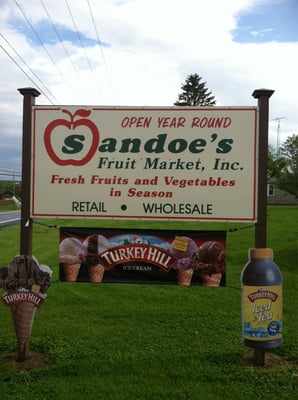 OPEN YEAR ROUND
Sandoe's
Fruit Market, Inc.
Fresh Fruits and Vegetables
in Season
RETAIL • WHOLESALE
TURKEY HILL
ICE CREAM
TURKEY HILL
TURKEY HILL
Iced Tea